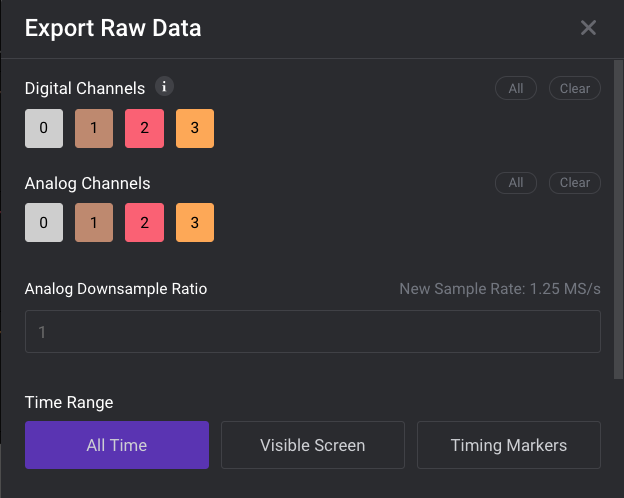 Export Raw Data
Digital Channels i All Clear
0 1 2 3
Analog Channels All Clear
0 1 2 3
Analog Downsample Ratio New Sample Rate: 1.25 MS/s
1
Time Range
All Time Visible Screen Timing Markers